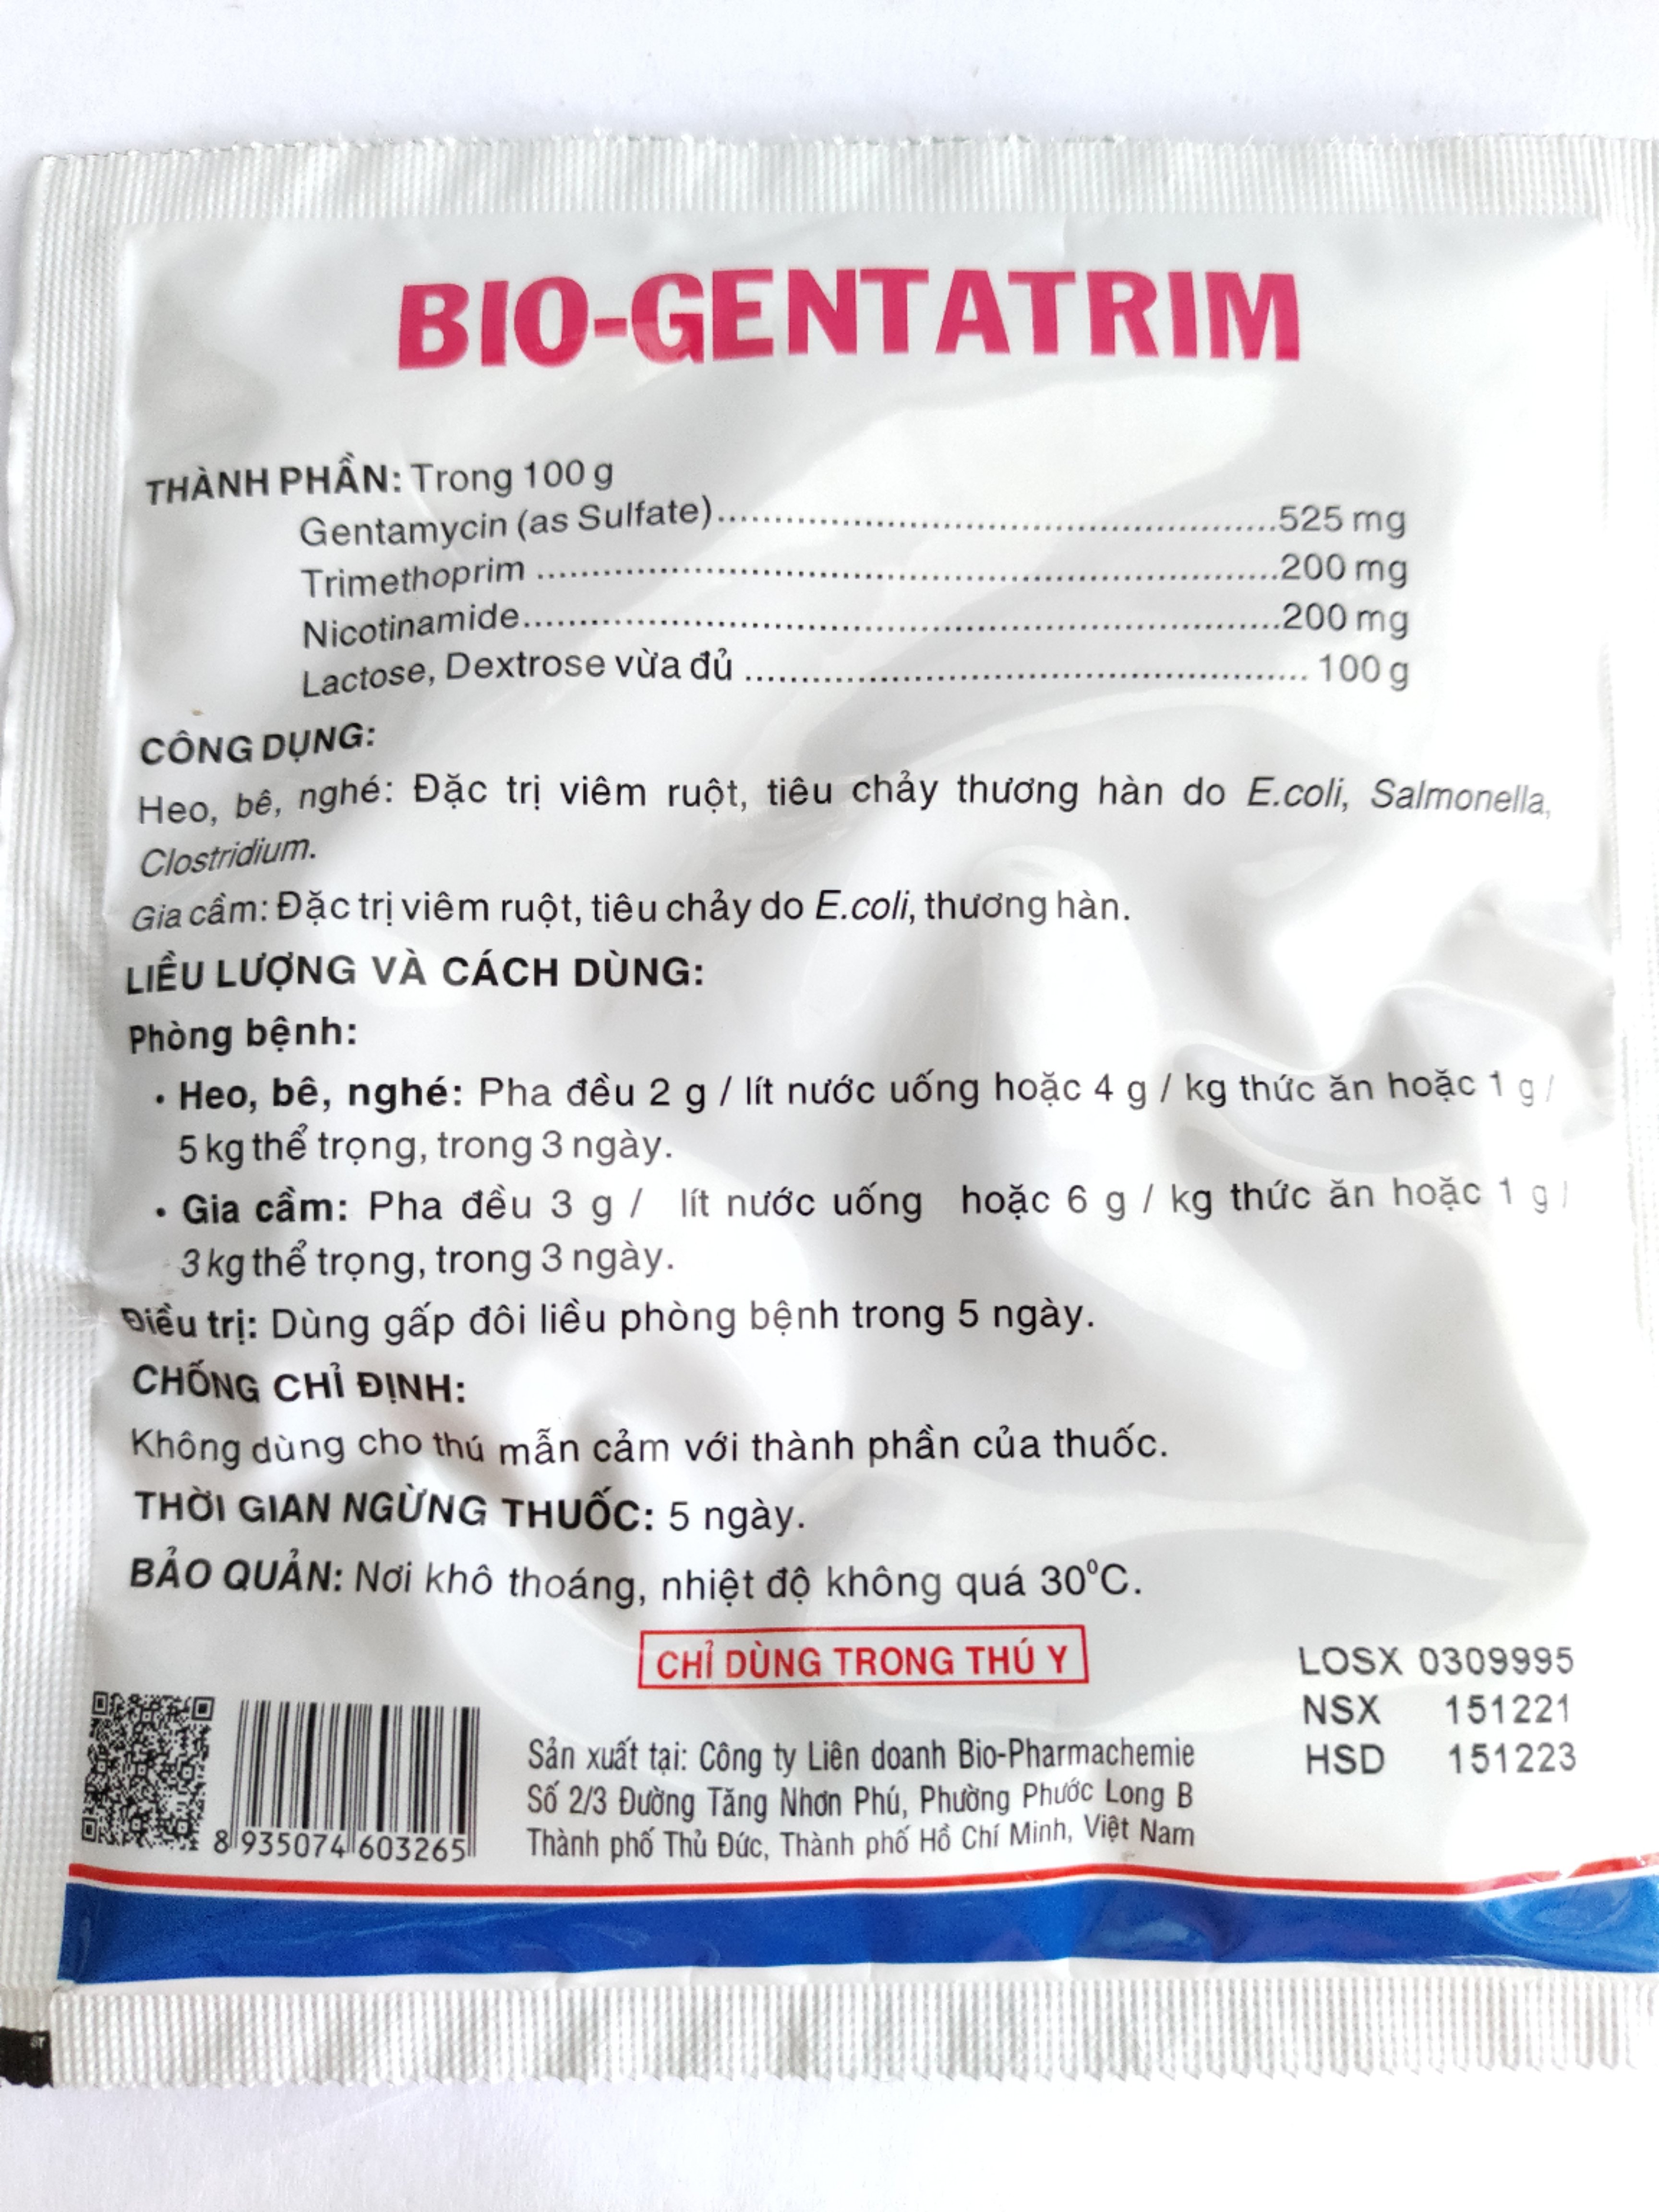 BIO-GENTATRIM
THÀNH PHẦN: Trong 100 g
Gentamycin (as Sulfate)..........525 mg
Trimethoprim ..........200 mg
Nicotinamide..........200 mg
Lactose, Dextrose vừa đủ .......... 100 g
CÔNG DỤNG:
Heo, bê, nghé: Đặc trị viêm ruột, tiêu chảy thương hàn do E.coli, Salmonella,
Clostridium.
Gia cầm: Đặc trị viêm ruột, tiêu chảy do E.coli, thương hàn.
LIỀU LƯỢNG VÀ CÁCH DÙNG:
Phòng bệnh:
• Heo, bê, nghé: Pha đều 2 g / lít nước uống hoặc 4 g / kg thức ăn hoặc 1 g /
5 kg thể trọng, trong 3 ngày.
• Gia cầm: Pha đều 3 g / lít nước uống hoặc 6 g / kg thức ăn hoặc 1 g /
3 kg thể trọng, trong 3 ngày.
Điều trị: Dùng gấp đôi liều phòng bệnh trong 5 ngày.
CHỐNG CHỈ ĐỊNH:
Không dùng cho thú mẫn cảm với thành phần của thuốc.
THỜI GIAN NGỪNG THUỐC: 5 ngày.
BẢO QUẢN: Nơi khô thoáng, nhiệt độ không quá 30°C.
CHỈ DÙNG TRONG THÚ Y
LOSX 0309995
NSX 151221
HSD 151223
Sản xuất tại: Công ty Liên doanh Bio-Pharmachemie
Số 2/3 Đường Tăng Nhơn Phú, Phường Phước Long B
Thành phố Thủ Đức, Thành phố Hồ Chí Minh, Việt Nam
8 935074 603265